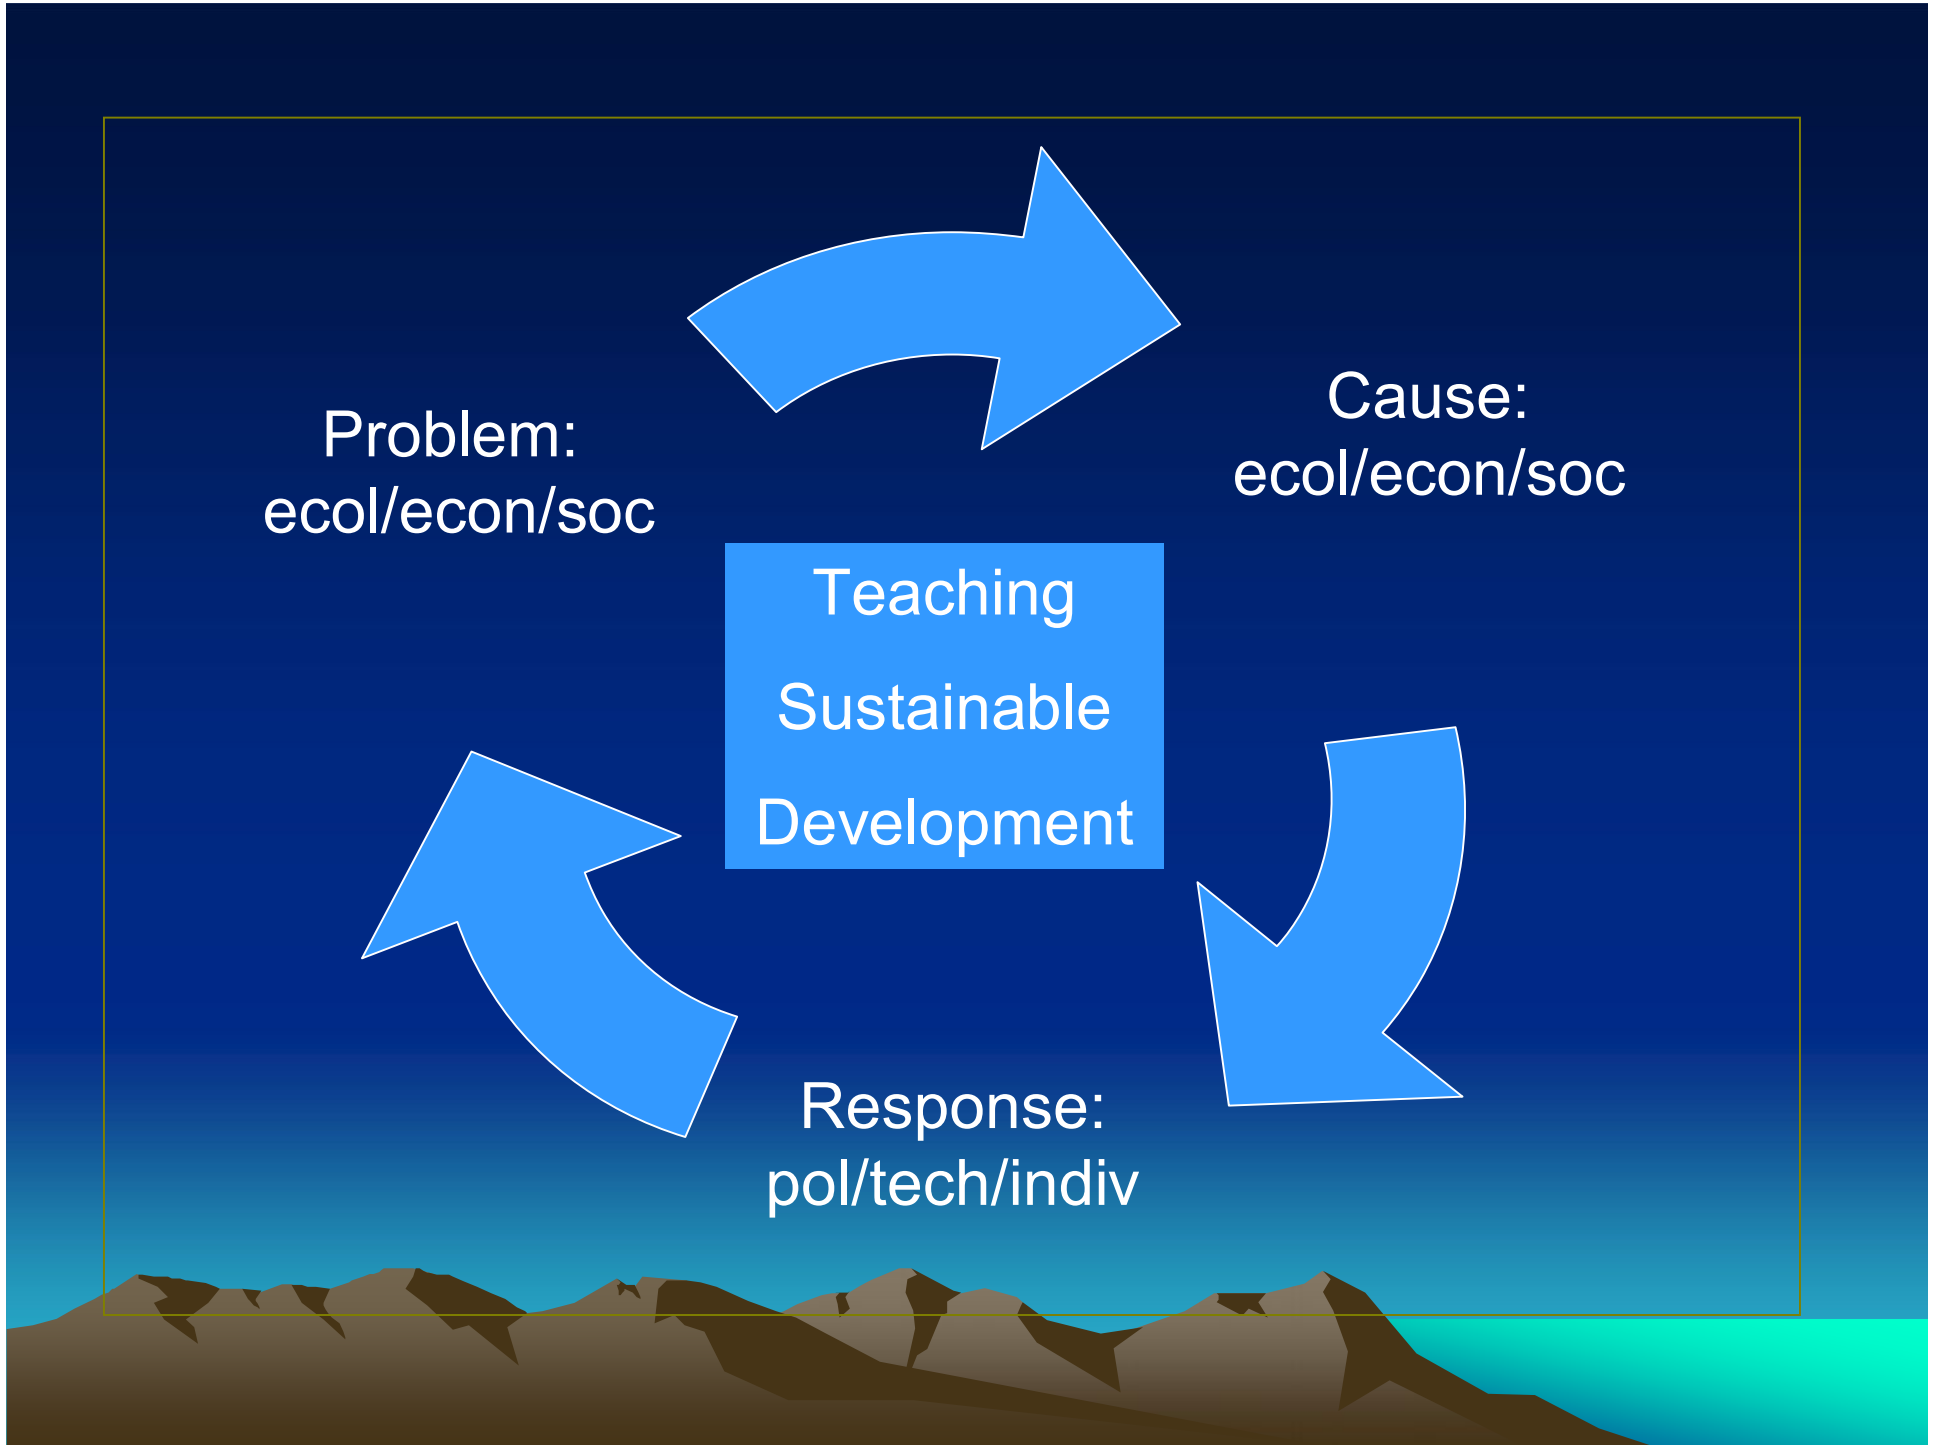 Problem:
ecol/econ/soc
Cause:
ecol/econ/soc
Teaching
Sustainable
Development
Response:
pol/tech/indiv